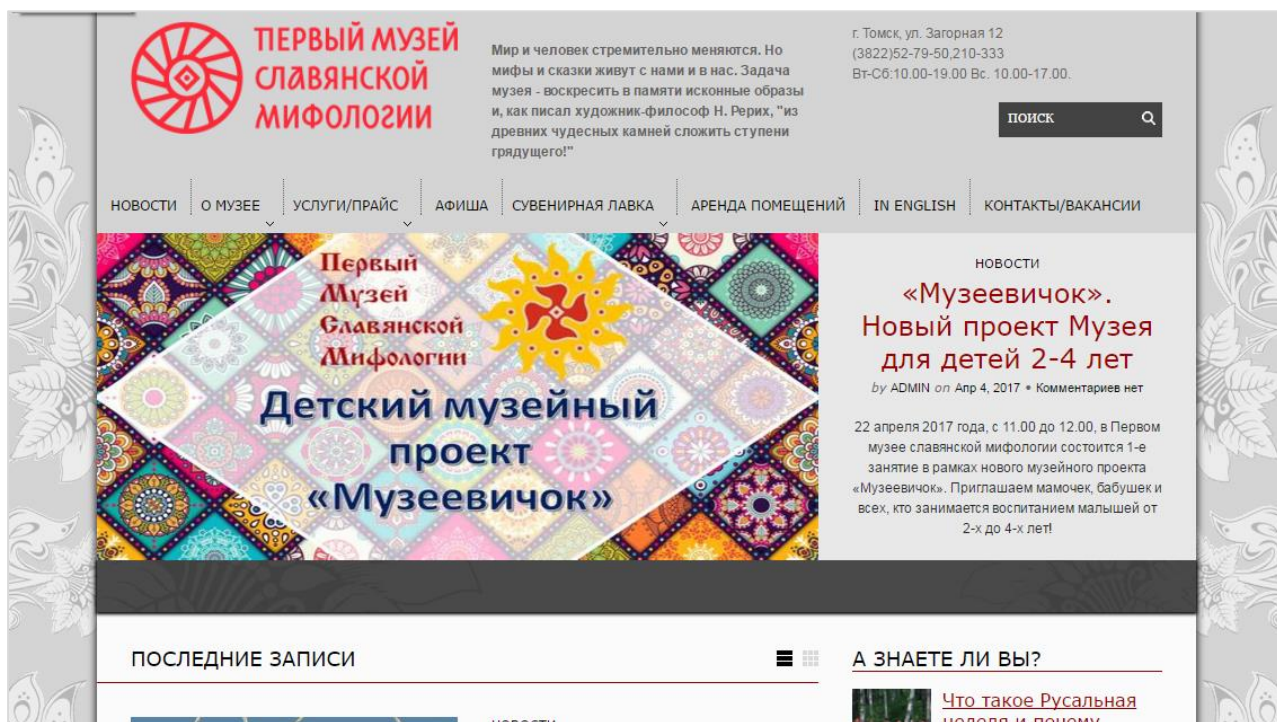 ПЕРВЫЙ МУЗЕЙ
СЛАВЯНСКОЙ
МИФОЛОГИИ
Мир и человек стремительно меняются. Но
мифы и сказки живут с нами и в нас. Задача
музея - воскресить в памяти исконные образы
и, как писал художник-философ Н. Рерих, "из
древних чудесных камней сложить ступени
грядущего!"
г. Томск, ул. Загорная 12
(3822)52-79-50,210-333
Вт-Сб:10.00-19.00 Вс. 10.00-17.00.
ПОИСК
НОВОСТИ О МУЗЕЕ УСЛУГИ/ПРАЙС АФИША СУВЕНИРНАЯ ЛАВКА АРЕНДА ПОМЕЩЕНИЙ IN ENGLISH КОНТАКТЫ/ВАКАНСИИ
Первый
Музей
Славянской
Мифологии
Детский музейный
проект
«Музеевичок»
НОВОСТИ
«Музеевичок».
Новый проект Музея
для детей 2-4 лет
by ADMIN on Апр 4, 2017 • Комментариев нет
22 апреля 2017 года, с 11.00 до 12.00, в Первом
музее славянской мифологии состоится 1-е
занятие в рамках нового музейного проекта
«Музеевичок». Приглашаем мамочек, бабушек и
всех, кто занимается воспитанием малышей от
2-х до 4-х лет!
ПОСЛЕДНИЕ ЗАПИСИ
НОВОСТИ
А ЗНАЕТЕ ЛИ ВЫ?
Что такое Русальная
неделя и почему